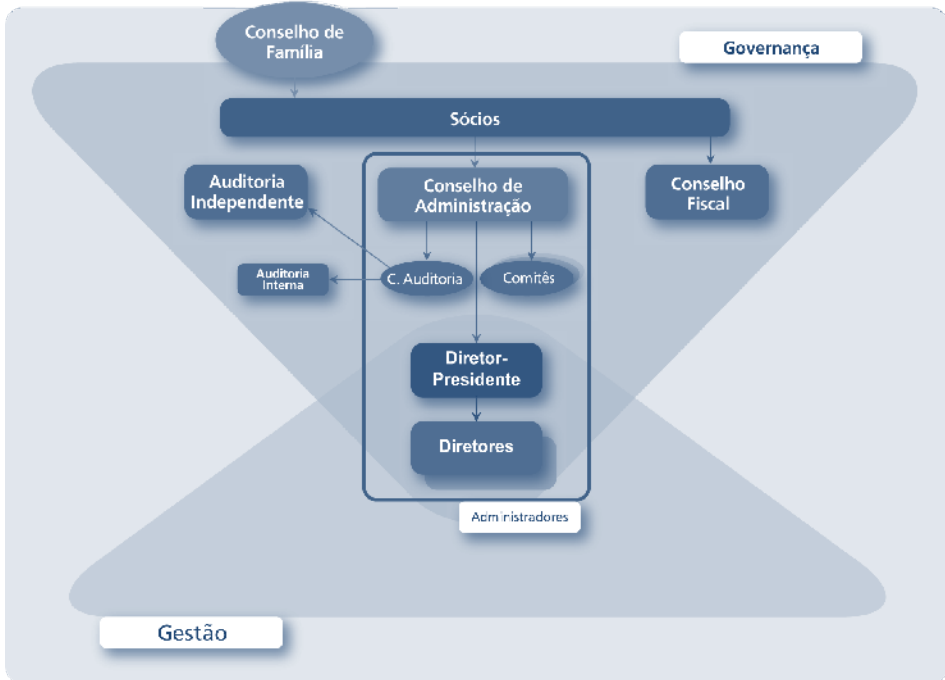 Conselho de
Família
Governança
Sócios
Auditoria
Independente
Conselho de
Administração
Conselho
Fiscal
Auditoria
Interna
C. Auditoria
Comitês
Diretor-
Presidente
Diretores
Administradores
Gestão